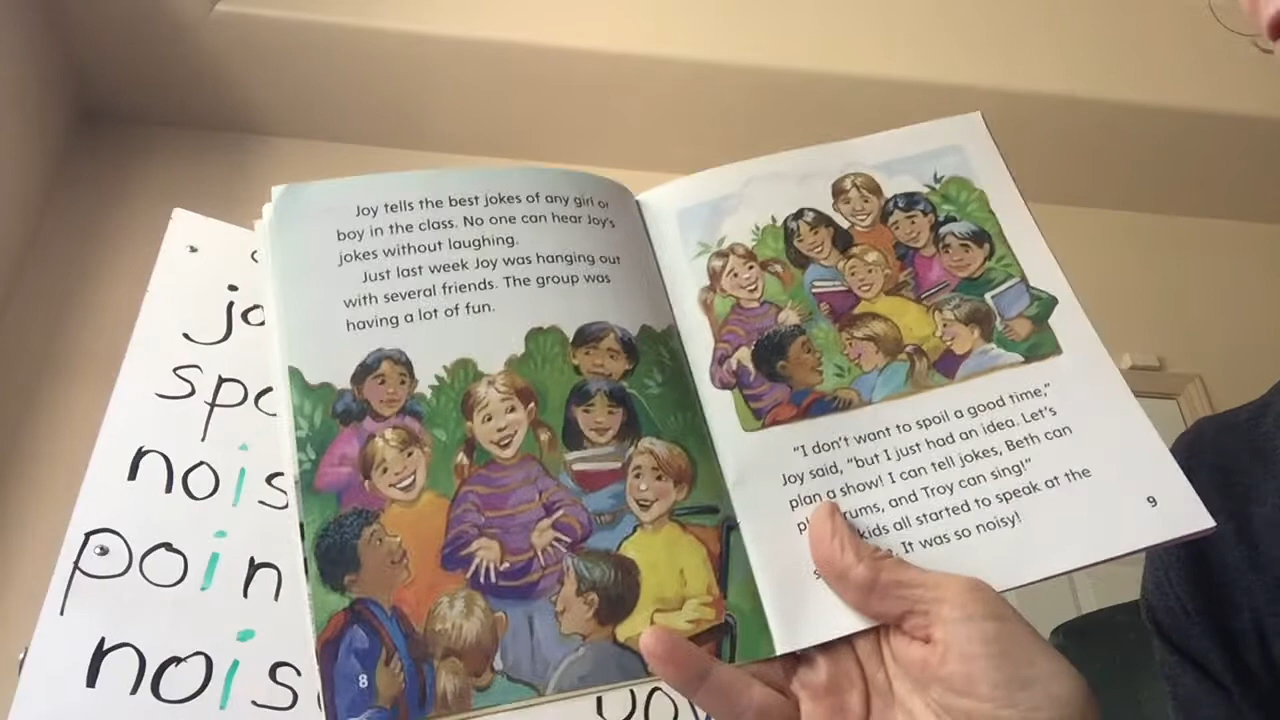 jo
spo
nois
poin
nois
Joy tells the best jokes of any girl or
boy in the class. No one can hear Joy's
jokes without laughing.
Just last week Joy was hanging out
with several friends. The group was
having a lot of fun.
8
"I don't want to spoil a good time,"
Joy said, "but I just had an idea. Let's
plan a show! I can tell jokes, Beth can
drums, and Troy can sing!"
kids all started to speak at the
It was so noisy!
9